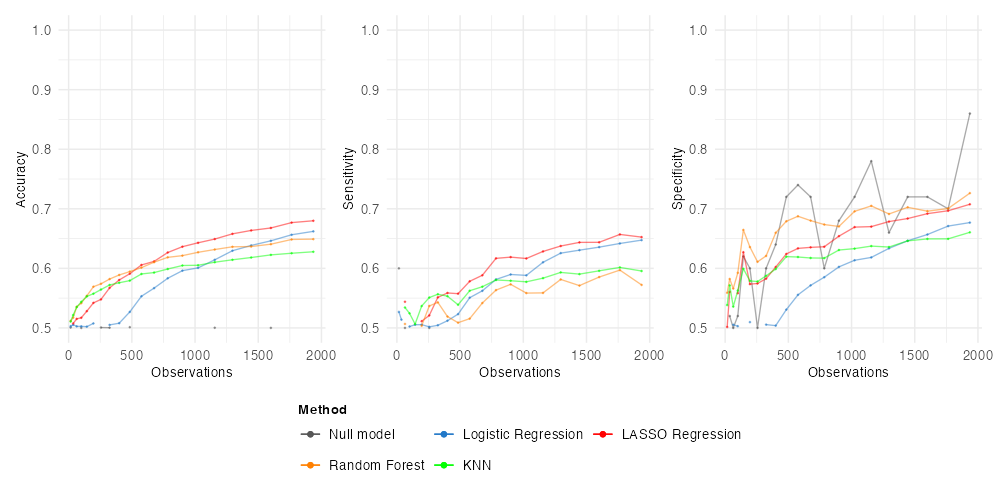 1.0
0.9
0.8
0.7
0.6
0.5
Accuracy
0 500 1000 1500 2000
Observations
1.0
0.9
0.8
0.7
0.6
0.5
Sensitivity
0 500 1000 1500 2000
Observations
1.0
0.9
0.8
0.7
0.6
0.5
Specificity
0 500 1000 1500 2000
Observations
Method
Null model Logistic Regression LASSO Regression
Random Forest KNN